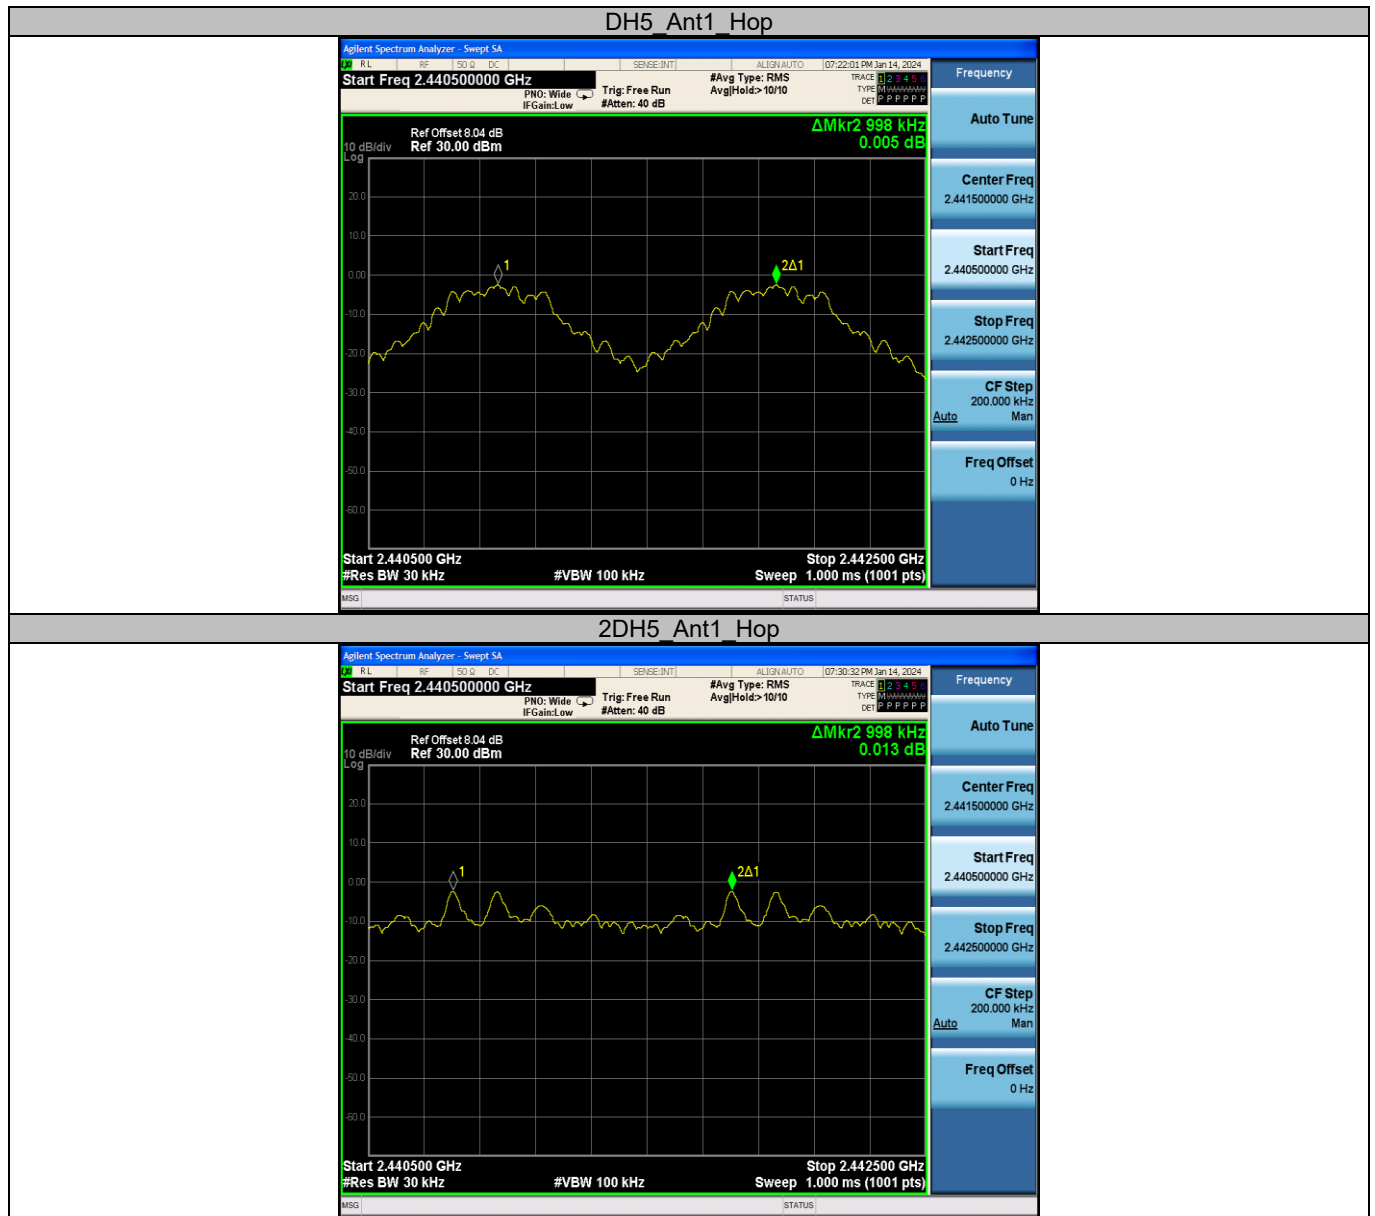 DH5_Ant1_Hop
Agilent Spectrum Analyzer - Swept SA
RL RF 50 Ω DC SENSE:INT ALIGNAUTO 07:22:01 PM Jan 14, 2024
Start Freq 2.440500000 GHz
PNO: Wide
IFGain:Low
Trig: Free Run
#Atten: 40 dB
#Avg Type: RMS
Avg|Hold:>10/10
TRACE 1 2 3 4 5 6
TYPE M
DET P P P P P P
Frequency
ΔMkr2 998 kHz
0.005 dB
Ref Offset 8.04 dB
10 dB/div Ref 30.00 dBm
Log
20.0
10.0
0.00
-10.0
-20.0
-30.0
-40.0
-50.0
-60.0
1
2Δ1
Start 2.440500 GHz Stop 2.442500 GHz
#Res BW 30 kHz #VBW 100 kHz Sweep 1.000 ms (1001 pts)
MSG STATUS
Auto Tune
Center Freq
2.441500000 GHz
Start Freq
2.440500000 GHz
Stop Freq
2.442500000 GHz
CF Step
200.000 kHz
Auto Man
Freq Offset
0 Hz
2DH5_Ant1_Hop
Agilent Spectrum Analyzer - Swept SA
RL RF 50 Ω DC SENSE:INT ALIGNAUTO 07:30:32 PM Jan 14, 2024
Start Freq 2.440500000 GHz
PNO: Wide
IFGain:Low
Trig: Free Run
#Atten: 40 dB
#Avg Type: RMS
Avg|Hold:>10/10
TRACE 1 2 3 4 5 6
TYPE M
DET P P P P P P
Frequency
ΔMkr2 998 kHz
0.013 dB
Ref Offset 8.04 dB
10 dB/div Ref 30.00 dBm
Log
20.0
10.0
0.00
-10.0
-20.0
-30.0
-40.0
-50.0
-60.0
1
2Δ1
Start 2.440500 GHz Stop 2.442500 GHz
#Res BW 30 kHz #VBW 100 kHz Sweep 1.000 ms (1001 pts)
MSG STATUS
Auto Tune
Center Freq
2.441500000 GHz
Start Freq
2.440500000 GHz
Stop Freq
2.442500000 GHz
CF Step
200.000 kHz
Auto Man
Freq Offset
0 Hz